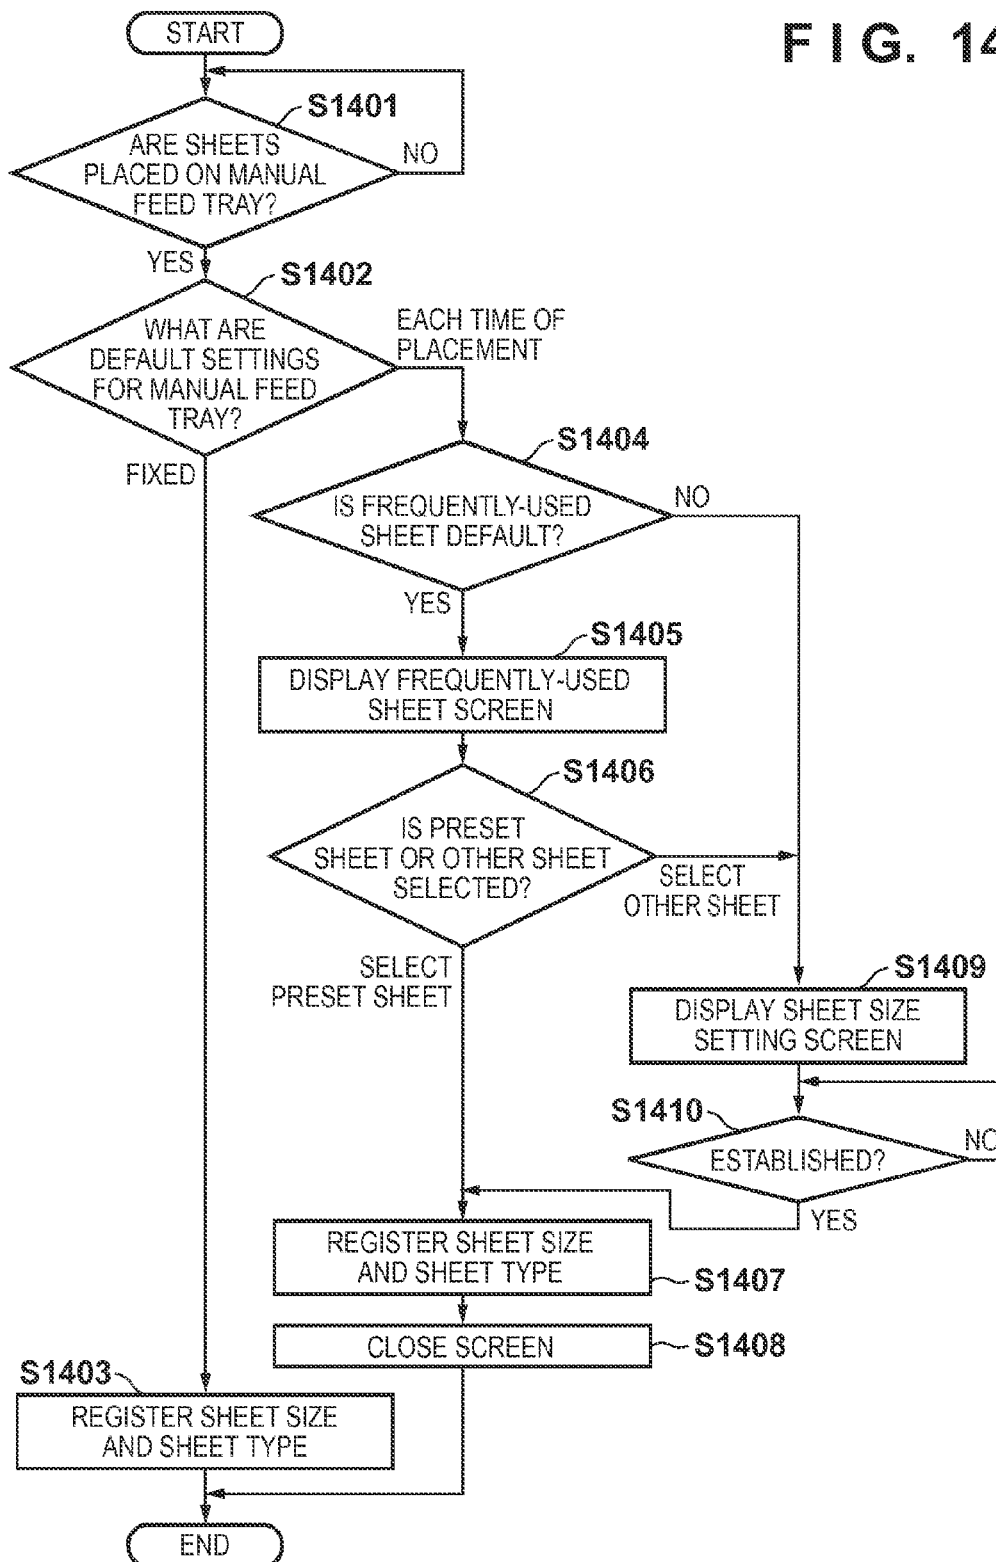 START
F I G. 14
S1401
ARE SHEETS
PLACED ON MANUAL
FEED TRAY?
NO
YES
S1402
WHAT ARE
DEFAULT SETTINGS
FOR MANUAL FEED
TRAY?
EACH TIME OF
PLACEMENT
FIXED
S1404
IS FREQUENTLY-USED
SHEET DEFAULT?
NO
YES
S1405
DISPLAY FREQUENTLY-USED
SHEET SCREEN
S1406
IS PRESET
SHEET OR OTHER SHEET
SELECTED?
SELECT
OTHER SHEET
SELECT
PRESET SHEET
S1409
DISPLAY SHEET SIZE
SETTING SCREEN
S1410
ESTABLISHED?
NO
YES
REGISTER SHEET SIZE
AND SHEET TYPE
S1407
CLOSE SCREEN
S1408
S1403
REGISTER SHEET SIZE
AND SHEET TYPE
END